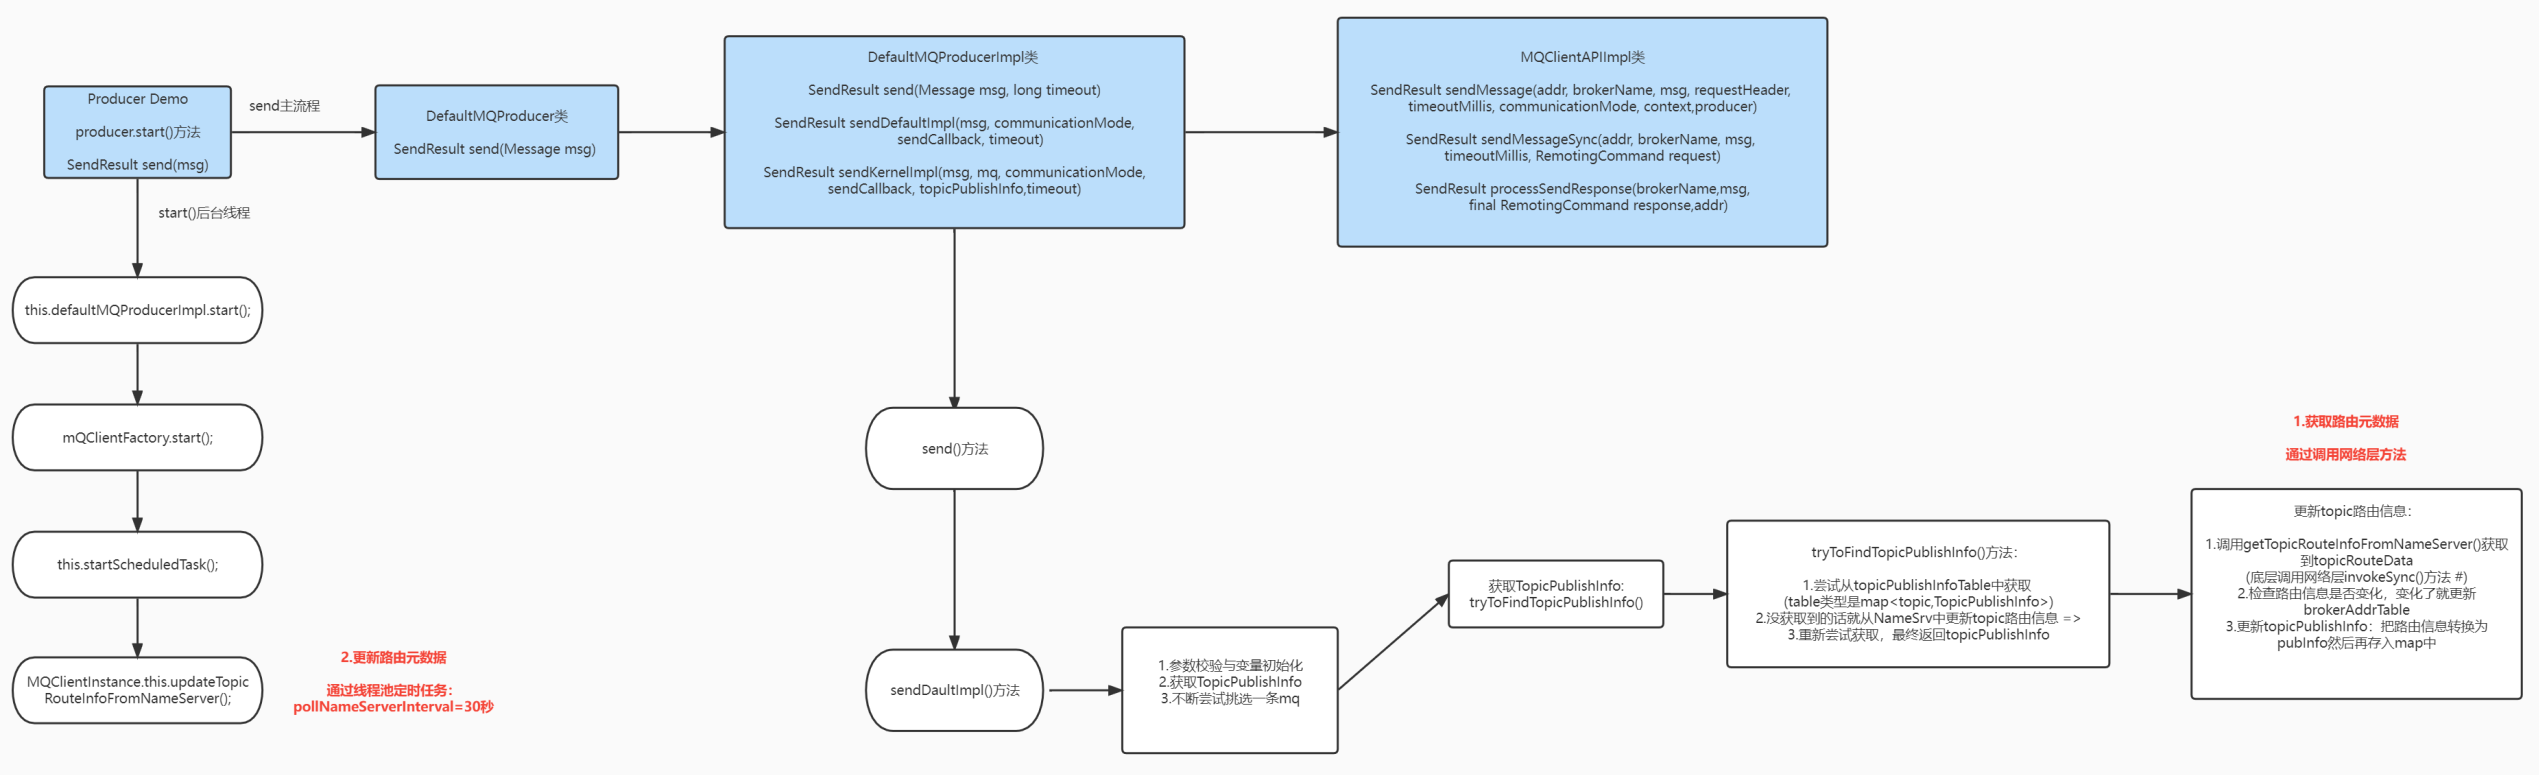 Producer Demo
producer.start()方法
SendResult send(msg)
send主流程
start()后台线程
DefaultMQProducer类
SendResult send(Message msg)
DefaultMQProducerImpl类
SendResult send(Message msg, long timeout)
SendResult sendDefaultImpl(msg, communicationMode,
sendCallback, timeout)
SendResult sendKernelImpl(msg, mq, communicationMode,
sendCallback, topicPublishInfo,timeout)
MQClientAPIImpl类
SendResult sendMessage(addr, brokerName, msg, requestHeader,
timeoutMillis, communicationMode, context,producer)
SendResult sendMessageSync(addr, brokerName, msg,
timeoutMillis, RemotingCommand request)
SendResult processSendResponse(brokerName,msg,
final RemotingCommand response,addr)
this.defaultMQProducerImpl.start();
mQClientFactory.start();
this.startScheduledTask();
MQClientInstance.this.updateTopic
RouteInfoFromNameServer();
2.更新路由元数据
通过线程池定时任务：
pollNameServerInterval=30秒
send()方法
sendDaultImpl()方法
1.参数校验与变量初始化
2.获取TopicPublishInfo
3.不断尝试挑选一条mq
获取TopicPublishInfo:
tryToFindTopicPublishInfo()
tryToFindTopicPublishInfo()方法：
1.尝试从topicPublishInfoTable中获取
(table类型是map<topic,TopicPublishInfo>)
2.没获取到的话就从NameSrv中更新topic路由信息 =>
3.重新尝试获取，最终返回topicPublishInfo
1.获取路由元数据
通过调用网络层方法
更新topic路由信息：
1.调用getTopicRouteInfoFromNameServer()获取
到topicRouteData
(底层调用网络层invokeSync()方法 #)
2.检查路由信息是否变化，变化了就更新
brokerAddrTable
3.更新topicPublishInfo：把路由信息转换为
pubInfo然后再存入map中